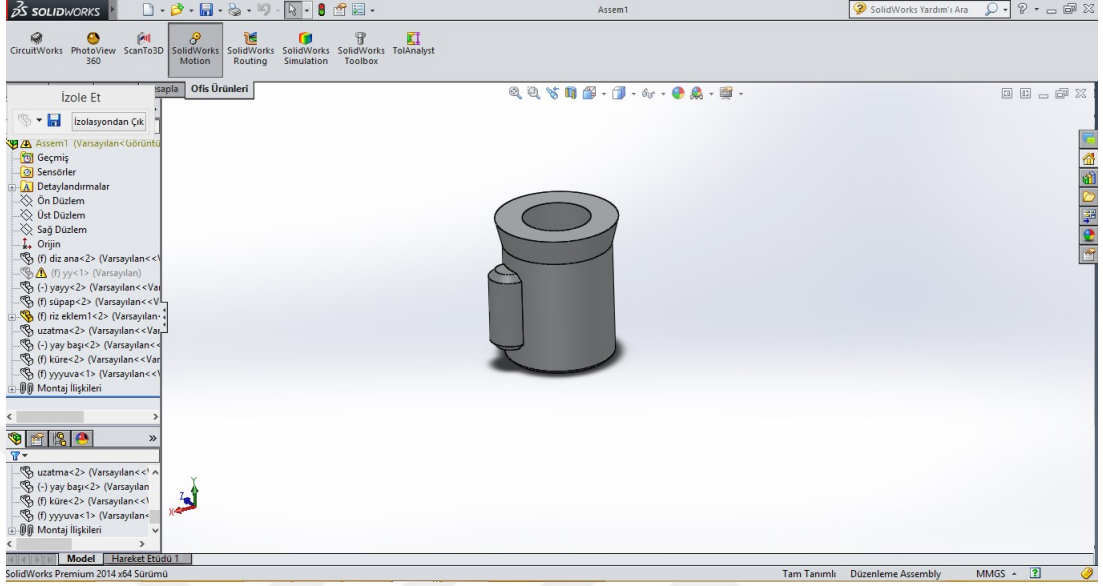 SOLIDWORKS
Assem1
SolidWorks Yardım'ı Ara
CircuitWorks
PhotoView 360
ScanTo3D
SolidWorks Motion
SolidWorks Routing
SolidWorks Simulation
SolidWorks Toolbox
TolAnalyst
sapla
Ofis Ürünleri
İzole Et
İzolasyondan Çık
Assem1 (Varsayılan<Görüntü
Geçmiş
Sensörler
Detaylandırmalar
Ön Düzlem
Üst Düzlem
Sağ Düzlem
Orijin
(f) diz ana<2> (Varsayılan<<V
(f) yy<1> (Varsayılan)
(-) yayy<2> (Varsayılan<<Var
(f) süpap<2> (Varsayılan<<V
(f) riz eklem1<2> (Varsayılan
uzatma<2> (Varsayılan<<Var
(-) yay başı<2> (Varsayılan<<
(f) küre<2> (Varsayılan<<Var
(f) yyyuva<1> (Varsayılan<<V
Montaj İlişkileri
uzatma<2> (Varsayılan<<V
(-) yay başı<2> (Varsayılan
(f) küre<2> (Varsayılan<<V
(f) yyyuva<1> (Varsayılan<
Montaj İlişkileri
Z
Y
X
Model
Hareket Etüdü 1
SolidWorks Premium 2014 x64 Sürümü
Tam Tanımlı
Düzenleme Assembly
MMGS